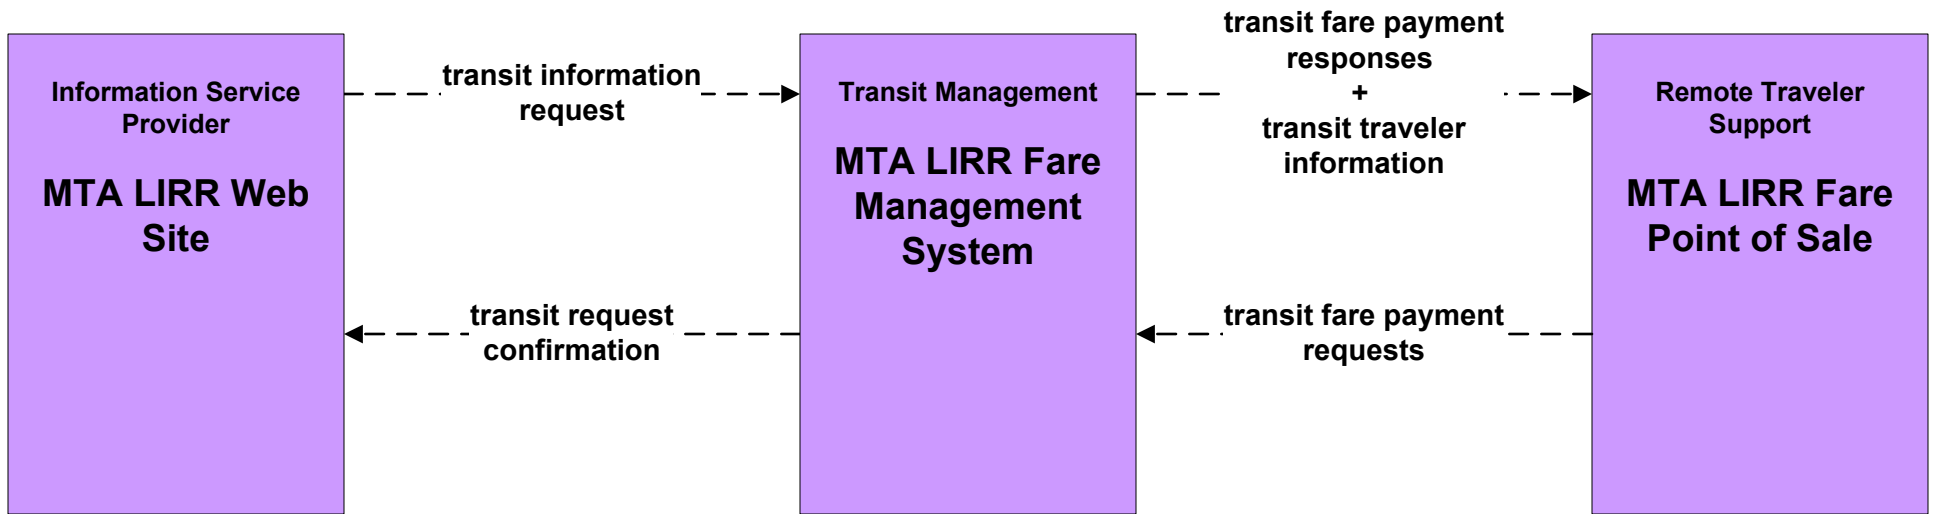 Information Service
Provider
MTA LIRR Web
Site
transit information
request
transit request
confirmation
Transit Management
MTA LIRR Fare
Management
System
transit fare payment
responses
+
transit traveler
information
transit fare payment
requests
Remote Traveler
Support
MTA LIRR Fare
Point of Sale